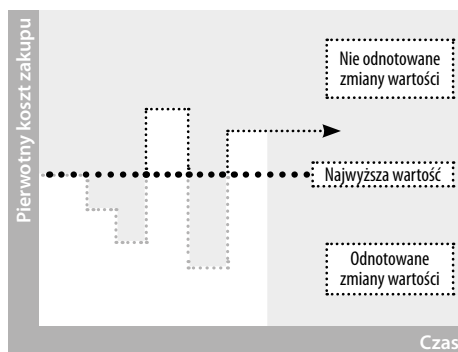 Pierwotny koszt zakupu
Nie odnotowane
zmiany wartości
Najwyższa wartość
Odnotowane
zmiany wartości
Czas